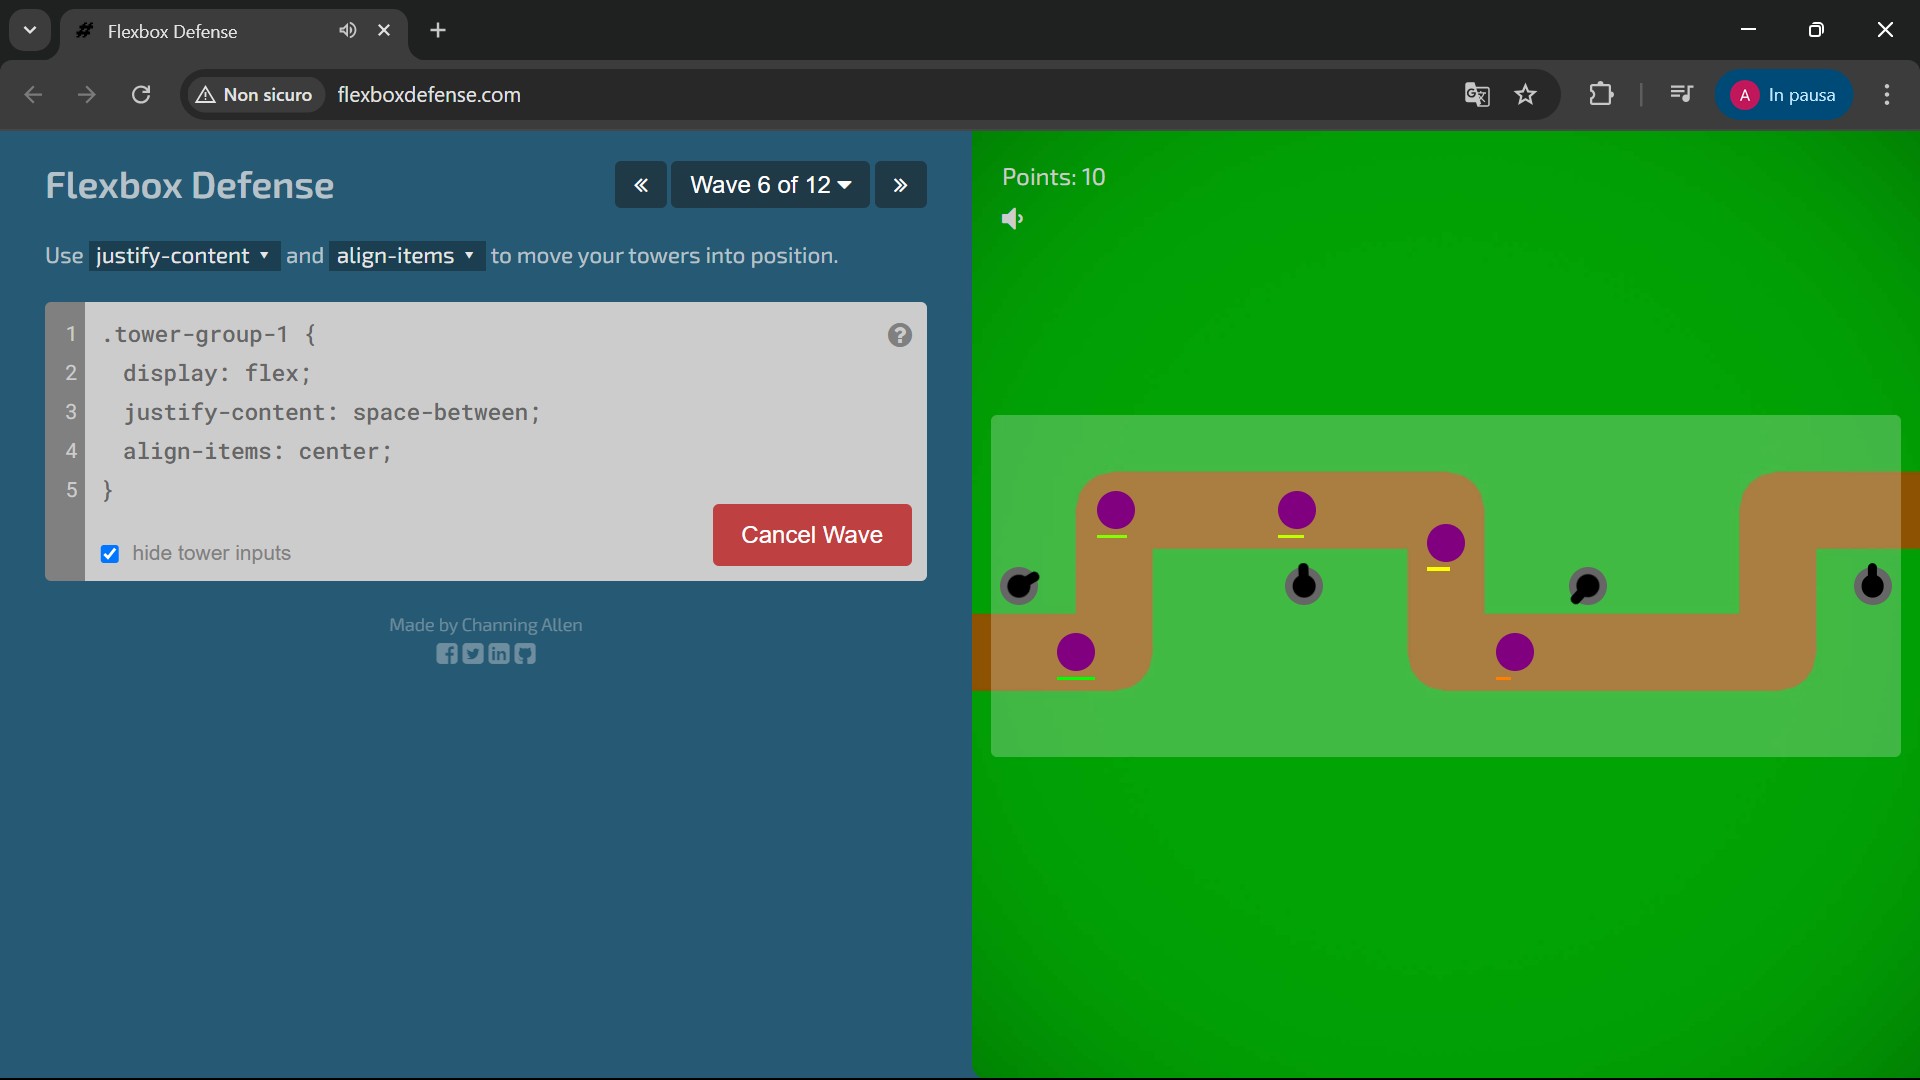 Flexbox Defense
Non sicuro
flexboxdefense.com
A
In pausa
Flexbox Defense
« Wave 6 of 12 »
Use justify-content and align-items to move your towers into position.
1 .tower-group-1 {
2 display: flex;
3 justify-content: space-between;
4 align-items: center;
5 }
?
hide tower inputs
Cancel Wave
Made by Channing Allen
Points: 10